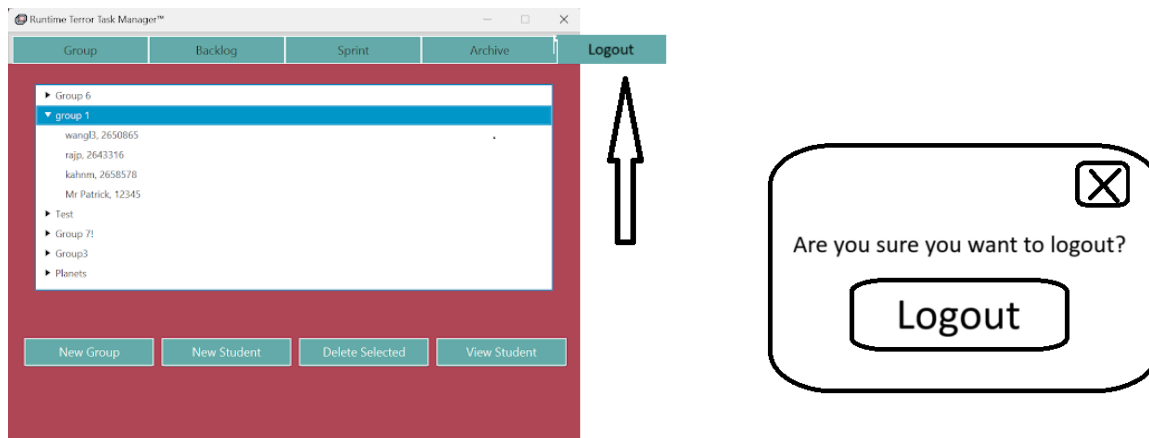 Runtime Terror Task Manager™
Group Backlog Sprint Archive Logout
Group 6
group 1
wangl3, 2650865
rajp, 2643316
kahnm, 2658578
Mr Patrick, 12345
Test
Group 7!
Group3
Planets
New Group New Student Delete Selected View Student
Are you sure you want to logout?
Logout